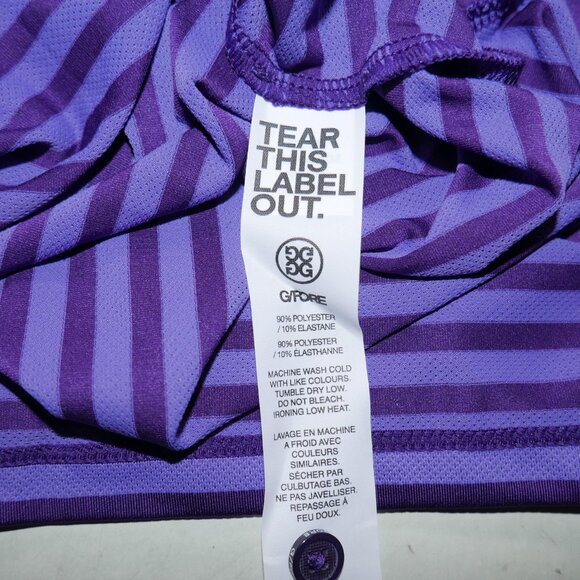 TEAR
THIS
LABEL
OUT.
G/FORE
90% POLYESTER
/ 10% ELASTANE
90% POLYESTER
/ 10% ÉLASTHANNE
MACHINE WASH COLD
WITH LIKE COLOURS.
TUMBLE DRY LOW.
DO NOT BLEACH.
IRONING LOW HEAT.
LAVAGE EN MACHINE
A FROID AVEC
COULEURS
SIMILAIRES.
SÉCHER PAR
CULBUTAGE BAS.
NE PAS JAVELLISER.
REPASSAGE À
FEU DOUX.